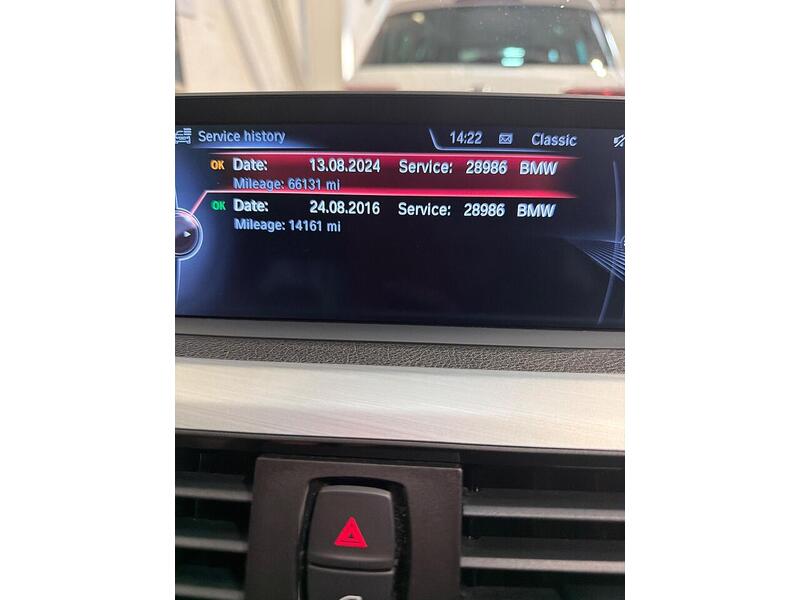 Service history 14:22 Classic
OK Date: 13.08.2024 Service: 28986 BMW
Mileage: 66131 mi
OK Date: 24.08.2016 Service: 28986 BMW
Mileage: 14161 mi